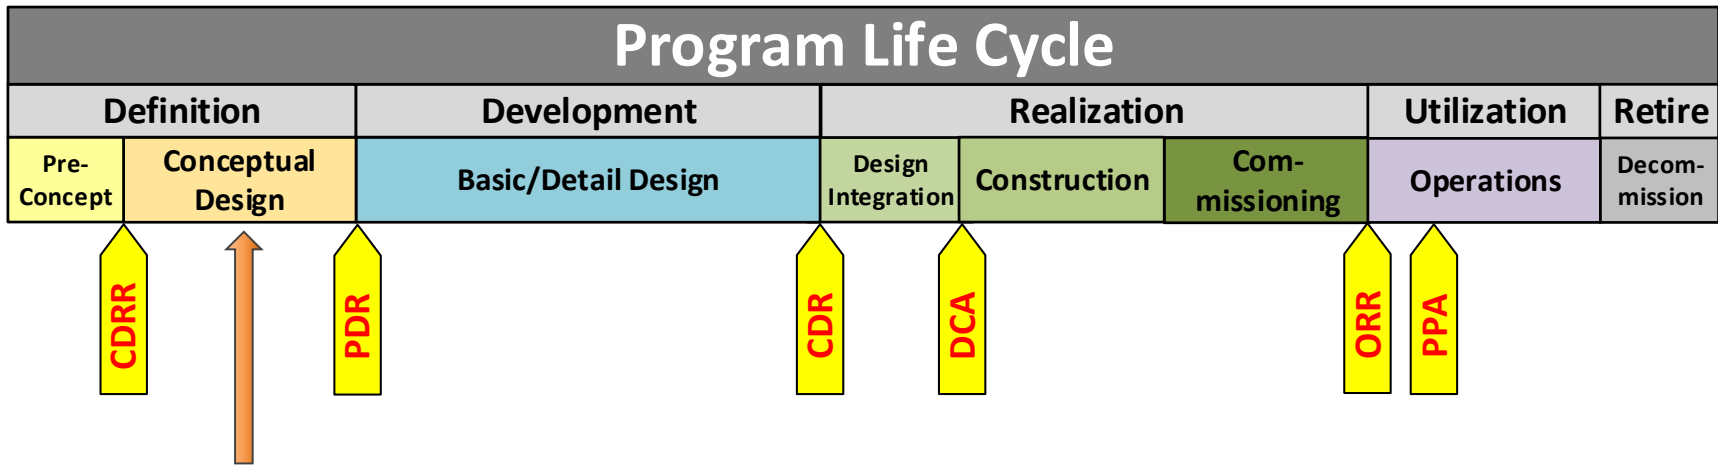 Program Life Cycle
Definition
Development
Realization
Utilization
Retire
Pre-
Concept
Conceptual
Design
Basic/Detail Design
Design
Integration
Construction
Com-
missioning
Operations
Decom-
mission
CDRR
PDR
CDR
DCA
ORR
PPA